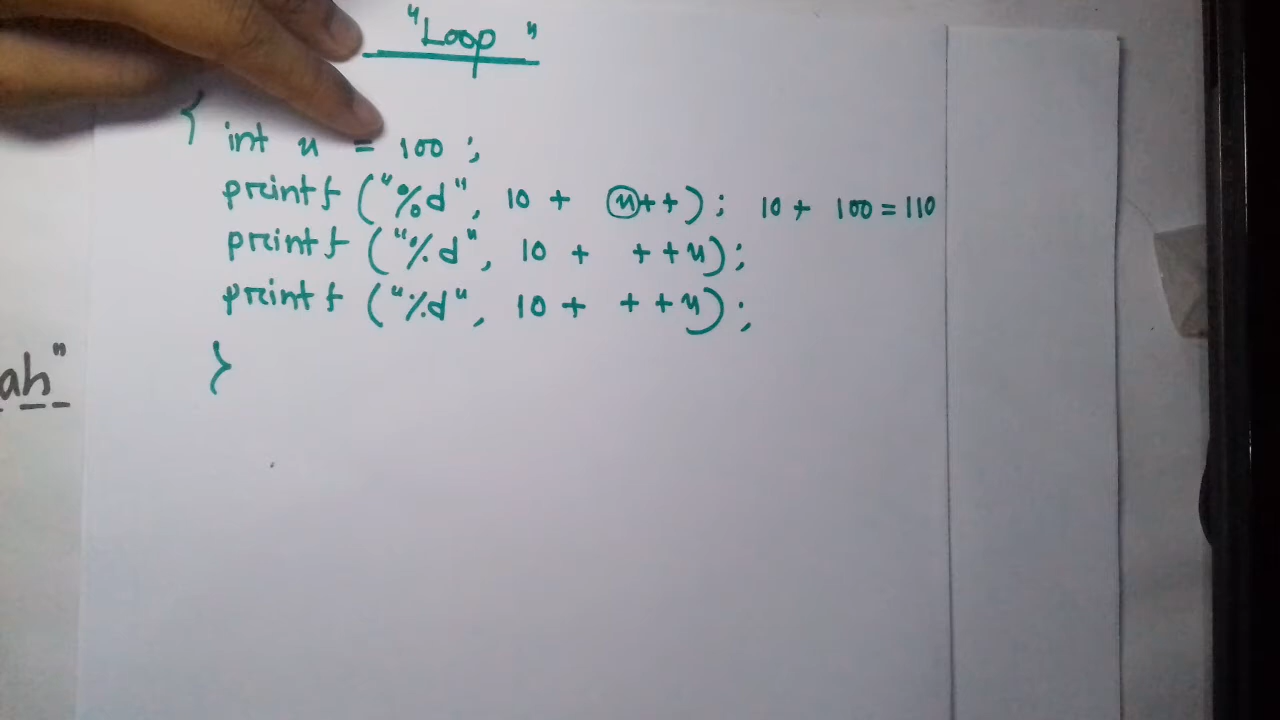 "Loop"
{ int x = 100 ;
printf ("%d", 10 + x++) ; 10 + 100 = 110
printf ("%d", 10 + ++x) ;
printf ("%d", 10 + ++x) ;
}
ah"